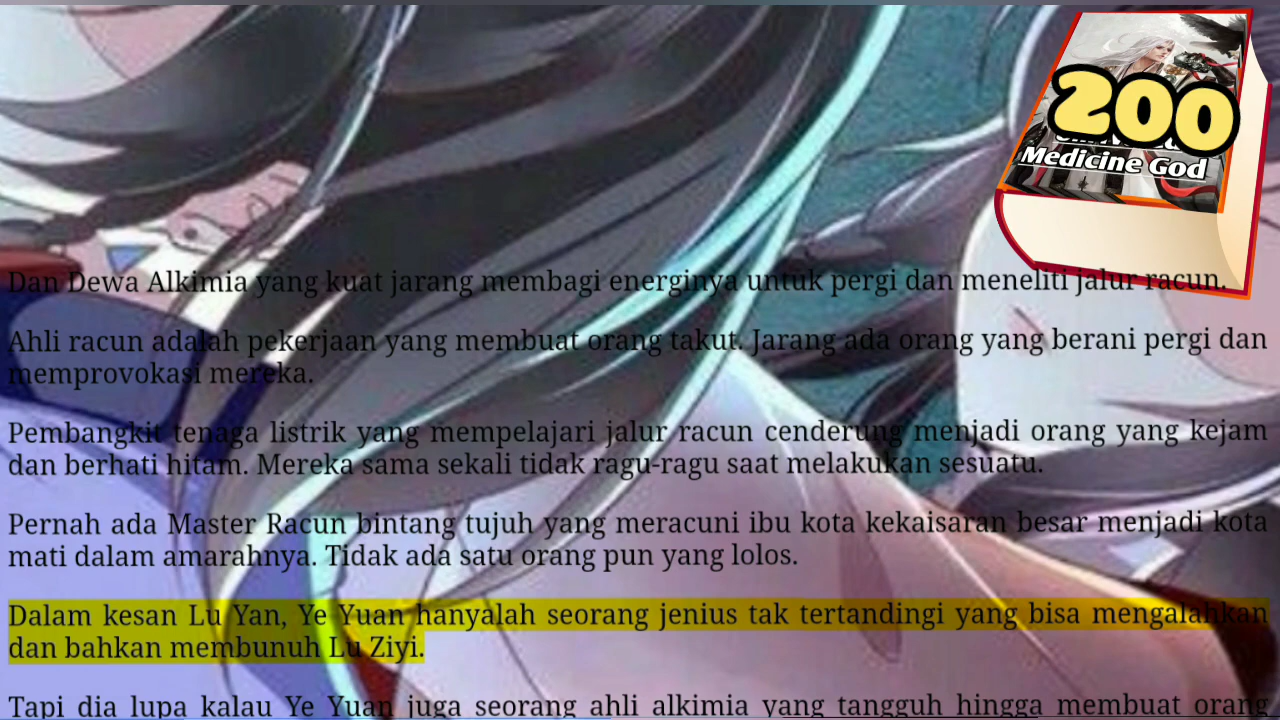 200
Medicine God
Dan Dewa Alkimia yang kuat jarang membagi energinya untuk pergi dan meneliti jalur racun.
Ahli racun adalah pekerjaan yang membuat orang takut. Jarang ada orang yang berani pergi dan
memprovokasi mereka.
Pembangkit tenaga listrik yang mempelajari jalur racun cenderung menjadi orang yang kejam
dan berhati hitam. Mereka sama sekali tidak ragu-ragu saat melakukan sesuatu.
Pernah ada Master Racun bintang tujuh yang meracuni ibu kota kekaisaran besar menjadi kota
mati dalam amarahnya. Tidak ada satu orang pun yang lolos.
Dalam kesan Lu Yan, Ye Yuan hanyalah seorang jenius tak tertandingi yang bisa mengalahkan
dan bahkan membunuh Lu Ziyi.
Tapi dia lupa kalau Ye Yuan juga seorang ahli alkimia yang tangguh hingga membuat orang